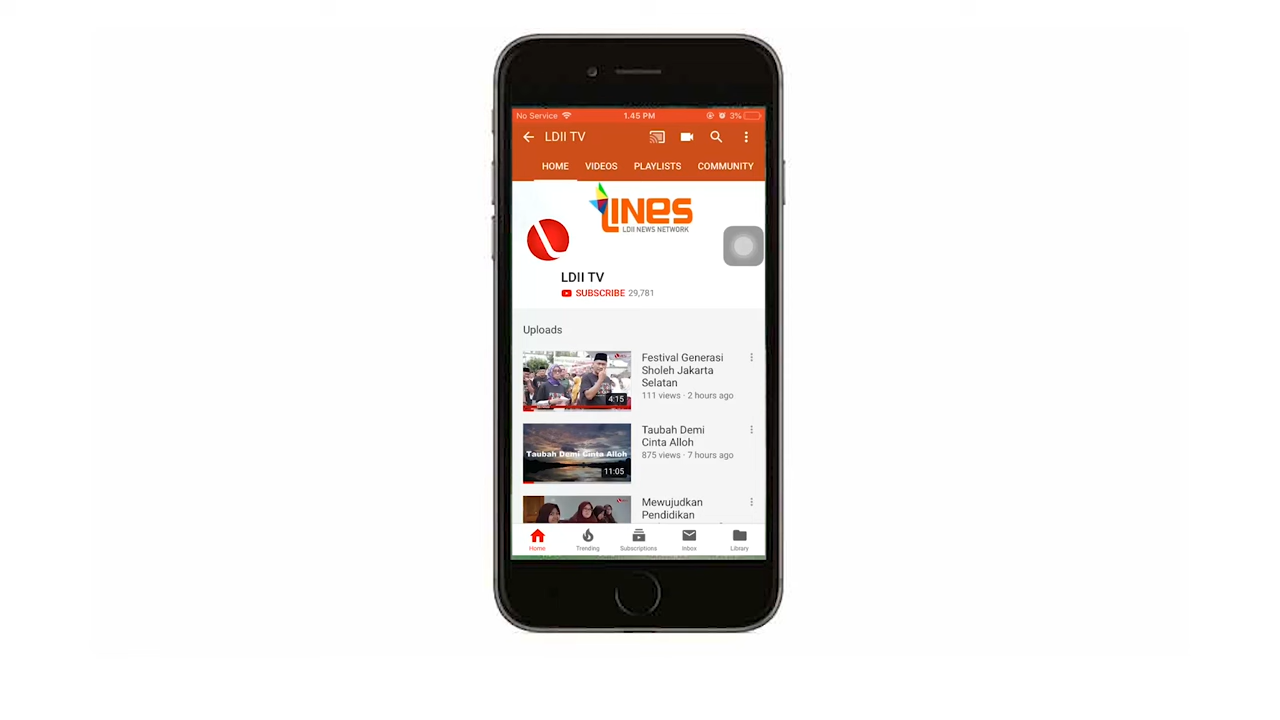 No Service 1.45 PM 3%
LDII TV
HOME VIDEOS PLAYLISTS COMMUNITY
LINES
LDII NEWS NETWORK
LDII TV
SUBSCRIBE 29,781
Uploads
Festival Generasi
Sholeh Jakarta
Selatan
111 views · 2 hours ago
4:15
Taubah Demi
Cinta Alloh
875 views · 7 hours ago
Taubah Demi Cinta Alloh
11:05
Mewujudkan
Pendidikan
Home Trending Subscriptions Inbox Library